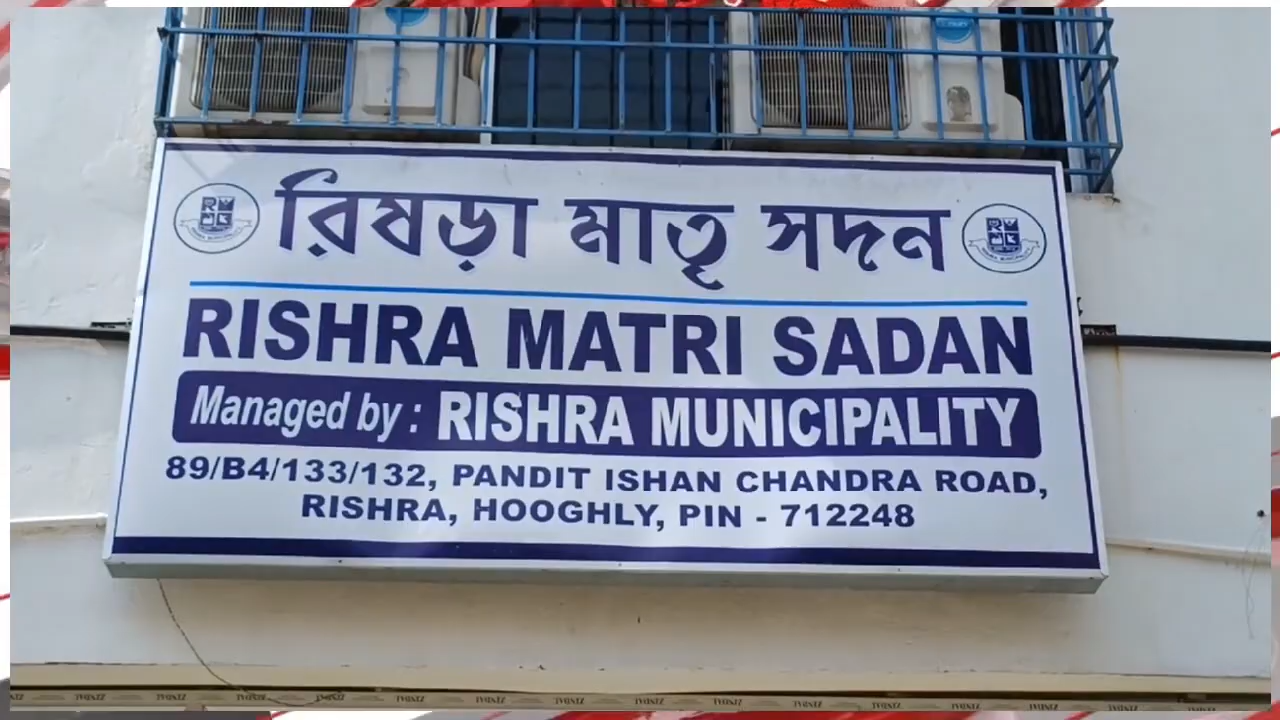 রিষড়া মাতৃ সদন
RISHRA MATRI SADAN
Managed by : RISHRA MUNICIPALITY
89/B4/133/132, PANDIT ISHAN CHANDRA ROAD,
RISHRA, HOOGHLY, PIN - 712248